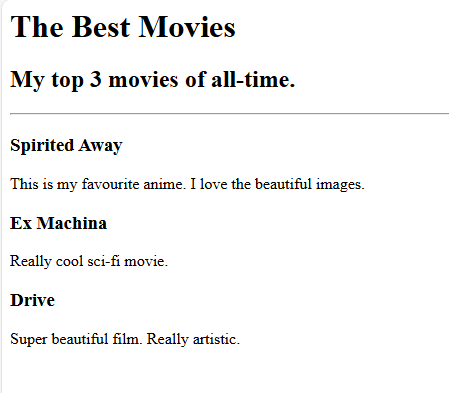 The Best Movies
My top 3 movies of all-time.
Spirited Away
This is my favourite anime. I love the beautiful images.
Ex Machina
Really cool sci-fi movie.
Drive
Super beautiful film. Really artistic.